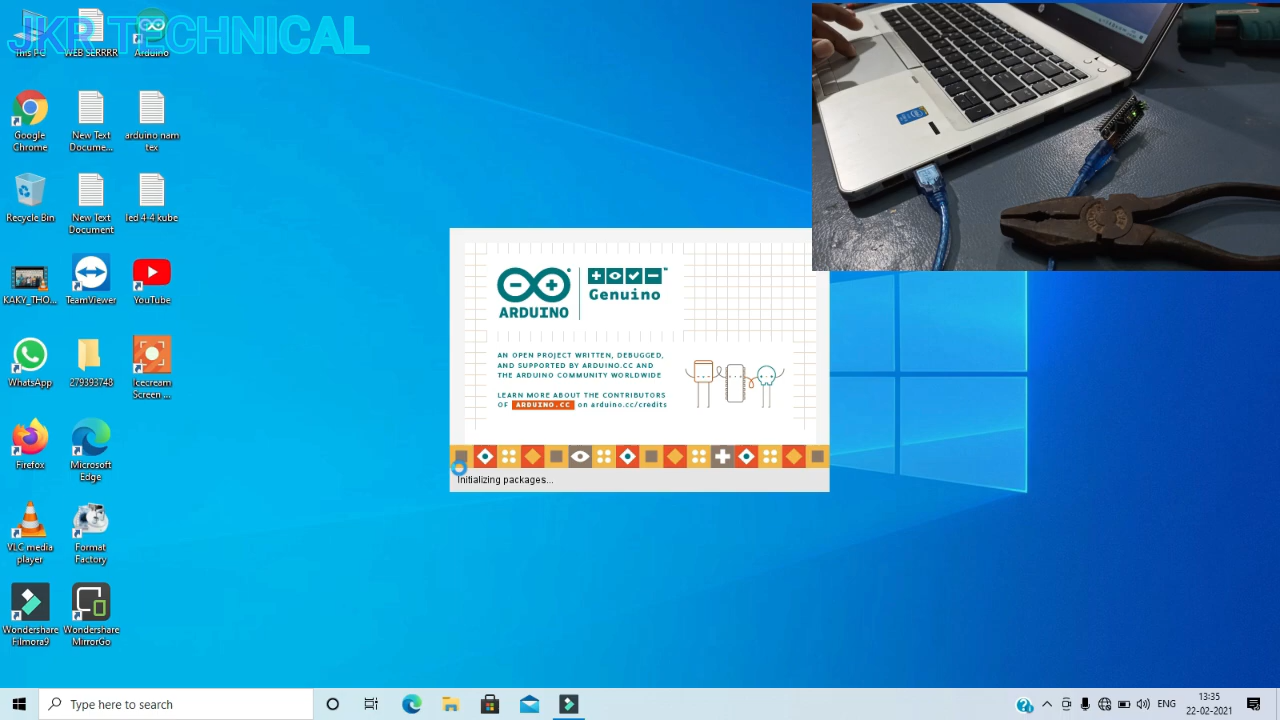 JKR TECHNICAL
This PC
WEB SERRRR
Arduino
Google Chrome
New Text Docume...
arduino nam tex
Recycle Bin
New Text Document
led 4-4 kube
KAKY_THO...
TeamViewer
YouTube
WhatsApp
279393748
Icecream Screen ...
Firefox
Microsoft Edge
VLC media player
Format Factory
Wondershare Filmora9
Wondershare MirrorGo
ARDUINO
Genuino
AN OPEN PROJECT WRITTEN, DEBUGGED,
AND SUPPORTED BY ARDUINO.CC AND
THE ARDUINO COMMUNITY WORLDWIDE
LEARN MORE ABOUT THE CONTRIBUTORS
OF ARDUINO.CC on arduino.cc/credits
Initializing packages...
Type here to search
ENG
13:35
22-02-2021